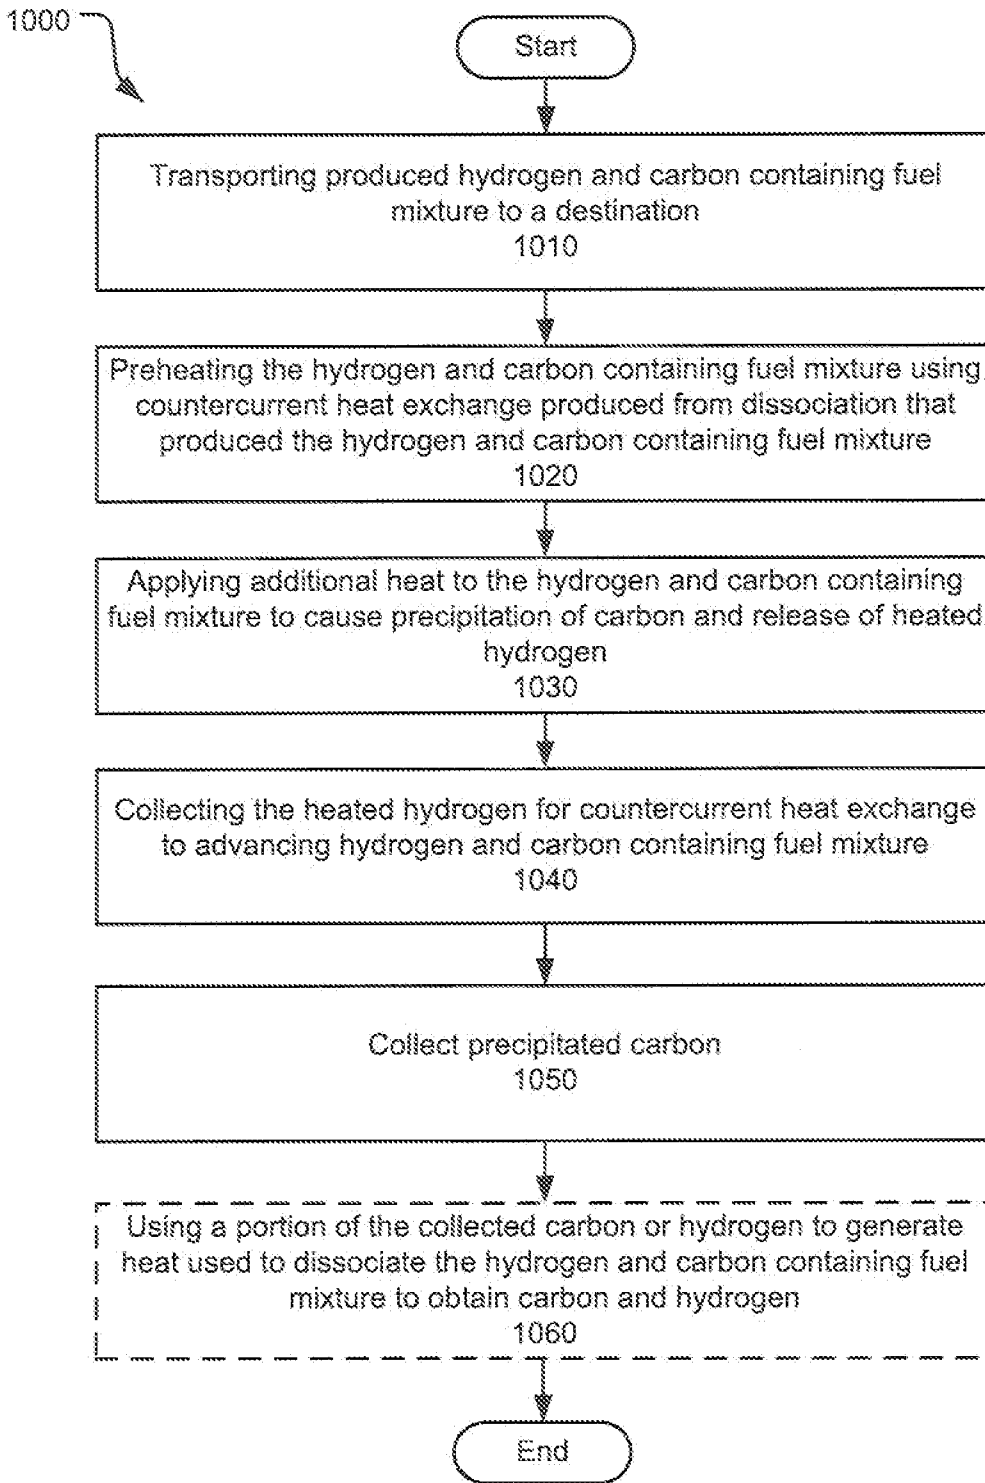 1000
Start
Transporting produced hydrogen and carbon containing fuel
mixture to a destination
1010
Preheating the hydrogen and carbon containing fuel mixture using
countercurrent heat exchange produced from dissociation that
produced the hydrogen and carbon containing fuel mixture
1020
Applying additional heat to the hydrogen and carbon containing
fuel mixture to cause precipitation of carbon and release of heated
hydrogen
1030
Collecting the heated hydrogen for countercurrent heat exchange
to advancing hydrogen and carbon containing fuel mixture
1040
Collect precipitated carbon
1050
Using a portion of the collected carbon or hydrogen to generate
heat used to dissociate the hydrogen and carbon containing fuel
mixture to obtain carbon and hydrogen
1060
End